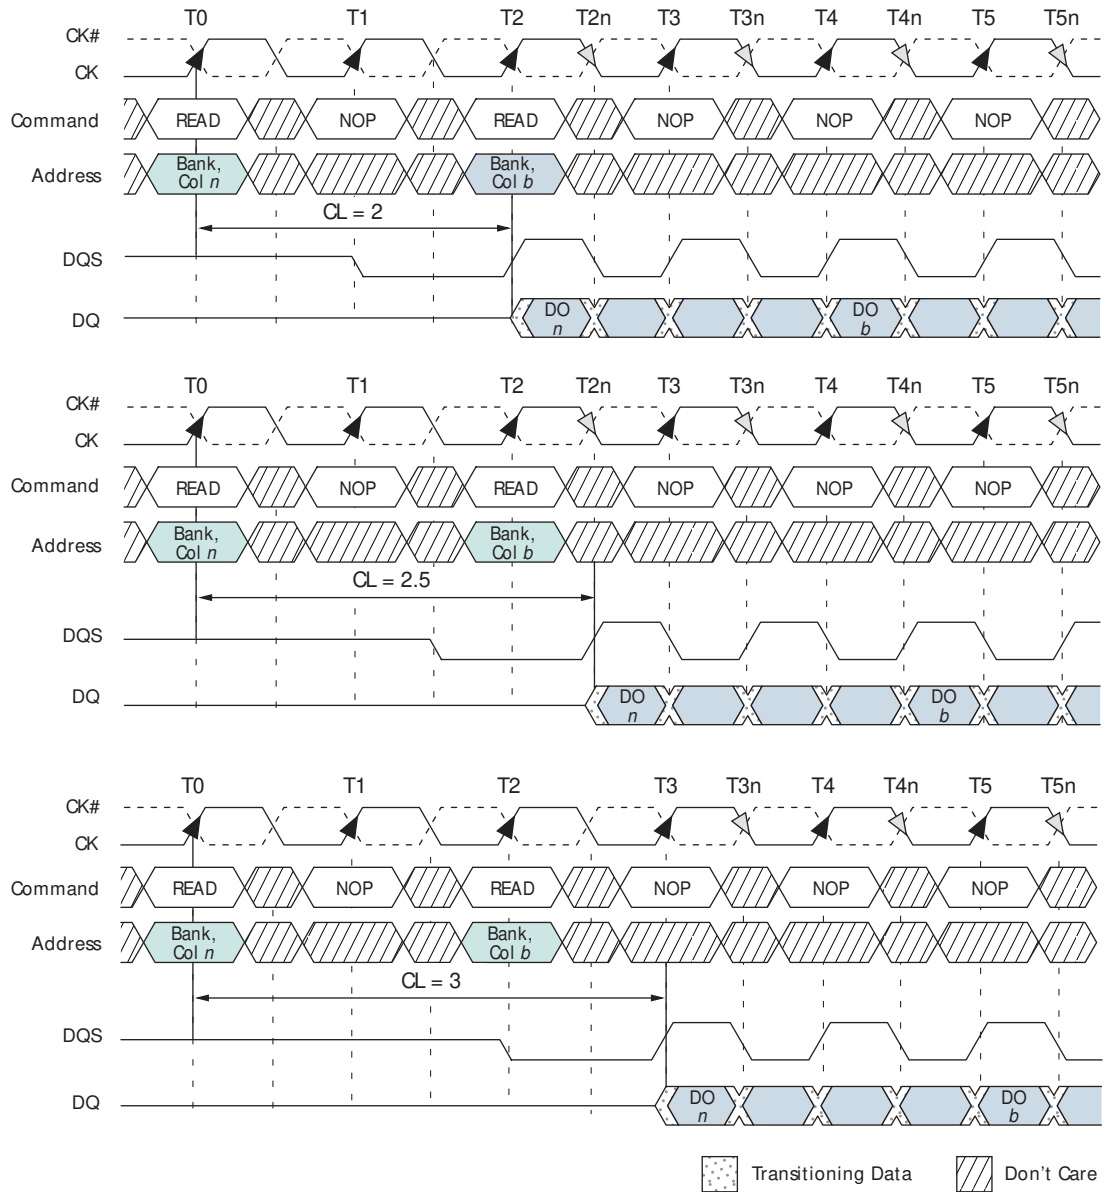 T0 T1 T2 T2n T3 T3n T4 T4n T5 T5n
CK#
CK
Command READ NOP READ NOP NOP NOP
Address Bank, Col n Bank, Col b
CL = 2
DQS
DQ DO n DO b
T0 T1 T2 T2n T3 T3n T4 T4n T5 T5n
CK#
CK
Command READ NOP READ NOP NOP NOP
Address Bank, Col n Bank, Col b
CL = 2.5
DQS
DQ DO n DO b
T0 T1 T2 T3 T3n T4 T4n T5 T5n
CK#
CK
Command READ NOP READ NOP NOP NOP
Address Bank, Col n Bank, Col b
CL = 3
DQS
DQ DO n DO b
Transitioning Data Don't Care